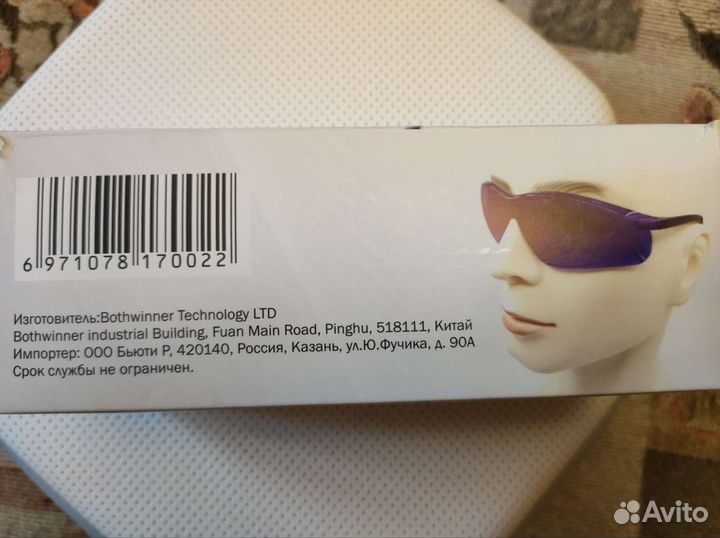 6 971078 170022
Изготовитель:Bothwinner Technology LTD
Bothwinner industrial Building, Fuan Main Road, Pinghu, 518111, Китай
Импортер: ООО Бьюти Р, 420140, Россия, Казань, ул.Ю.Фучика, д. 90А
Срок службы не ограничен.
Avito